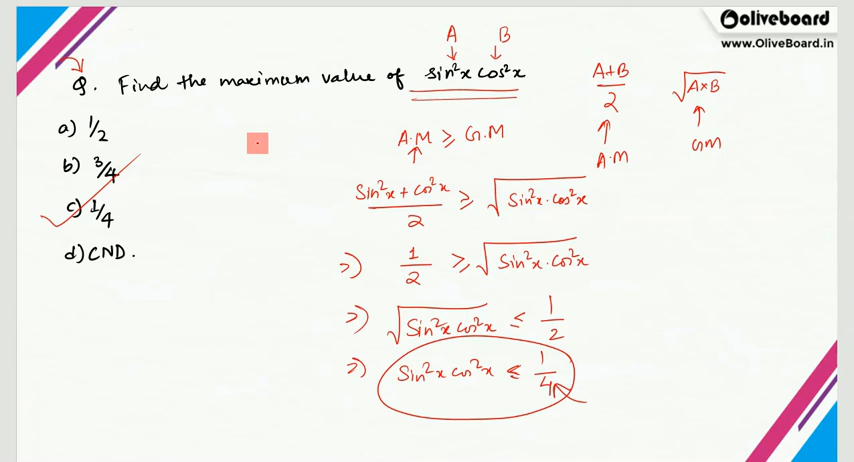 oliveboard
www.OliveBoard.in
A B
Q. Find the maximum value of sin²x cos²x
a) 1/2
b) 3/4
c) 1/4
d) CND.
A+B/2 √A×B
A.M GM
A.M ≥ G.M
Sin²x + cos²x/2 ≥ √Sin²x·cos²x
⇒) 1/2 ≥ √Sin²x·cos²x
⇒) √Sin²x cos²x ≤ 1/2
⇒) Sin²x cos²x ≤ 1/4